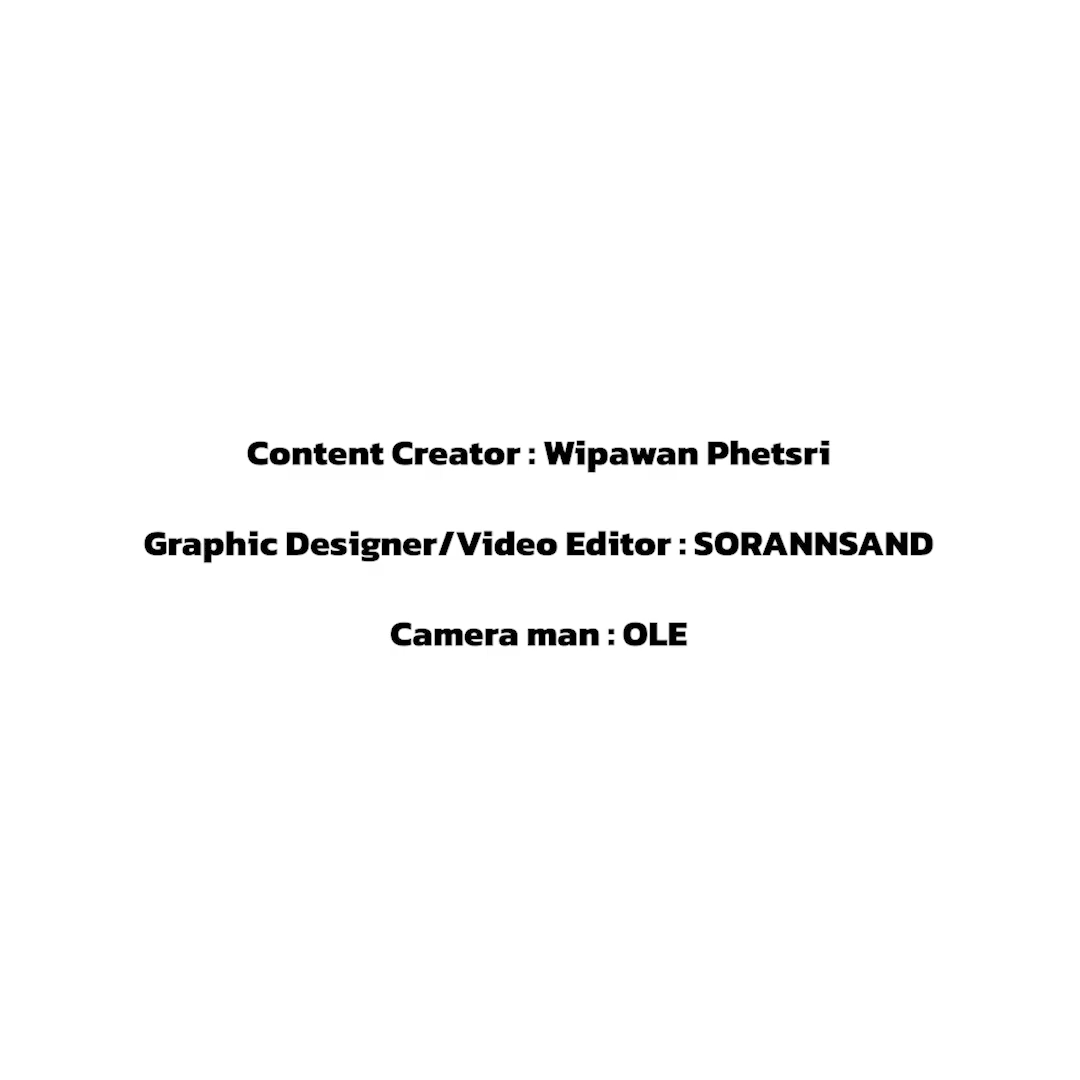 Content Creator : Wipawan Phetsri
Graphic Designer/Video Editor : SORANNSAND
Camera man : OLE